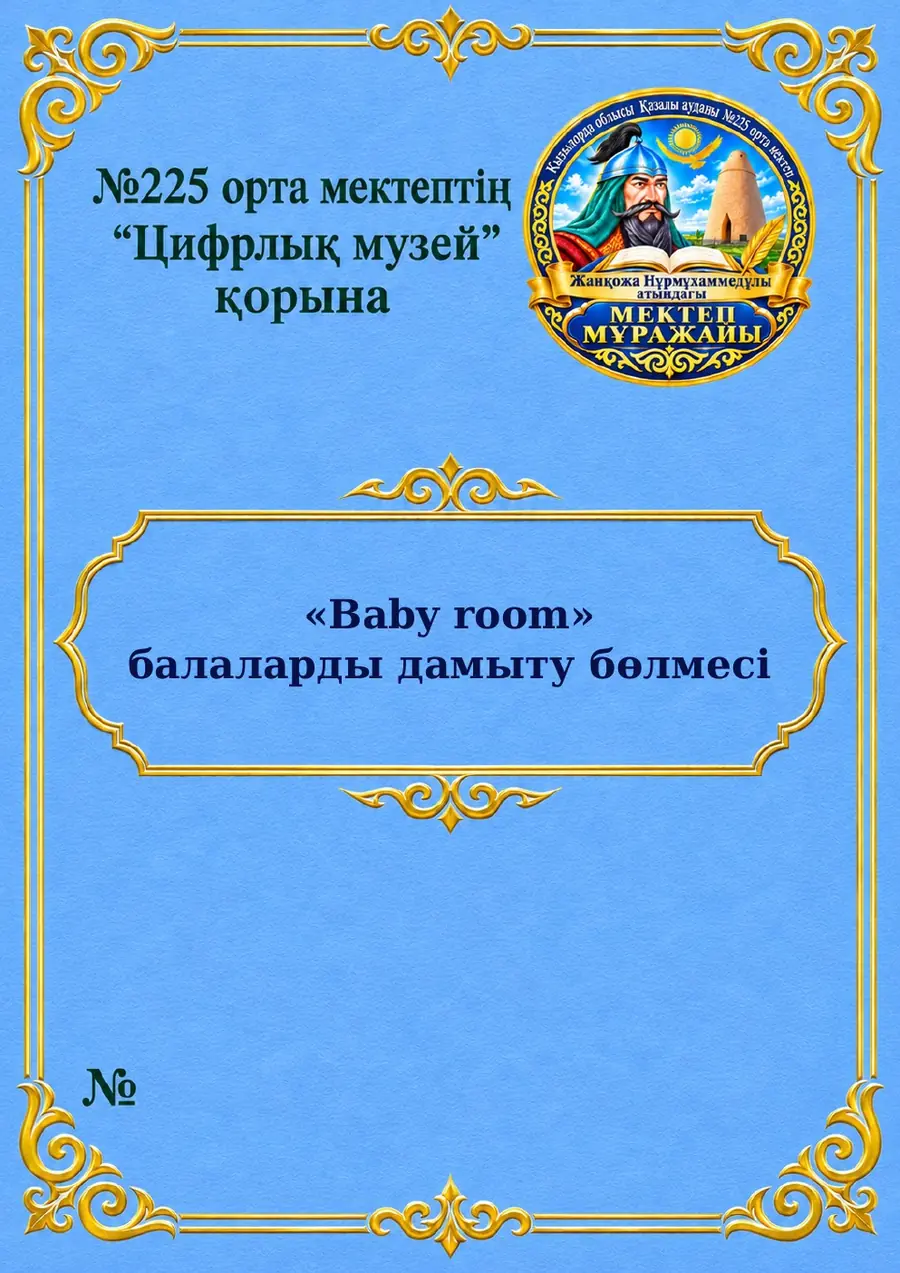 №225 орта мектептің
“Цифрлық музей”
қорына
Қызылорда облысы Қазалы ауданы №225 орта мектеп
Жанқожа Нұрмұхаммедұлы
атындағы
МЕКТЕП
МҰРАЖАЙЫ
«Baby room»
балаларды дамыту бөлмесі
№